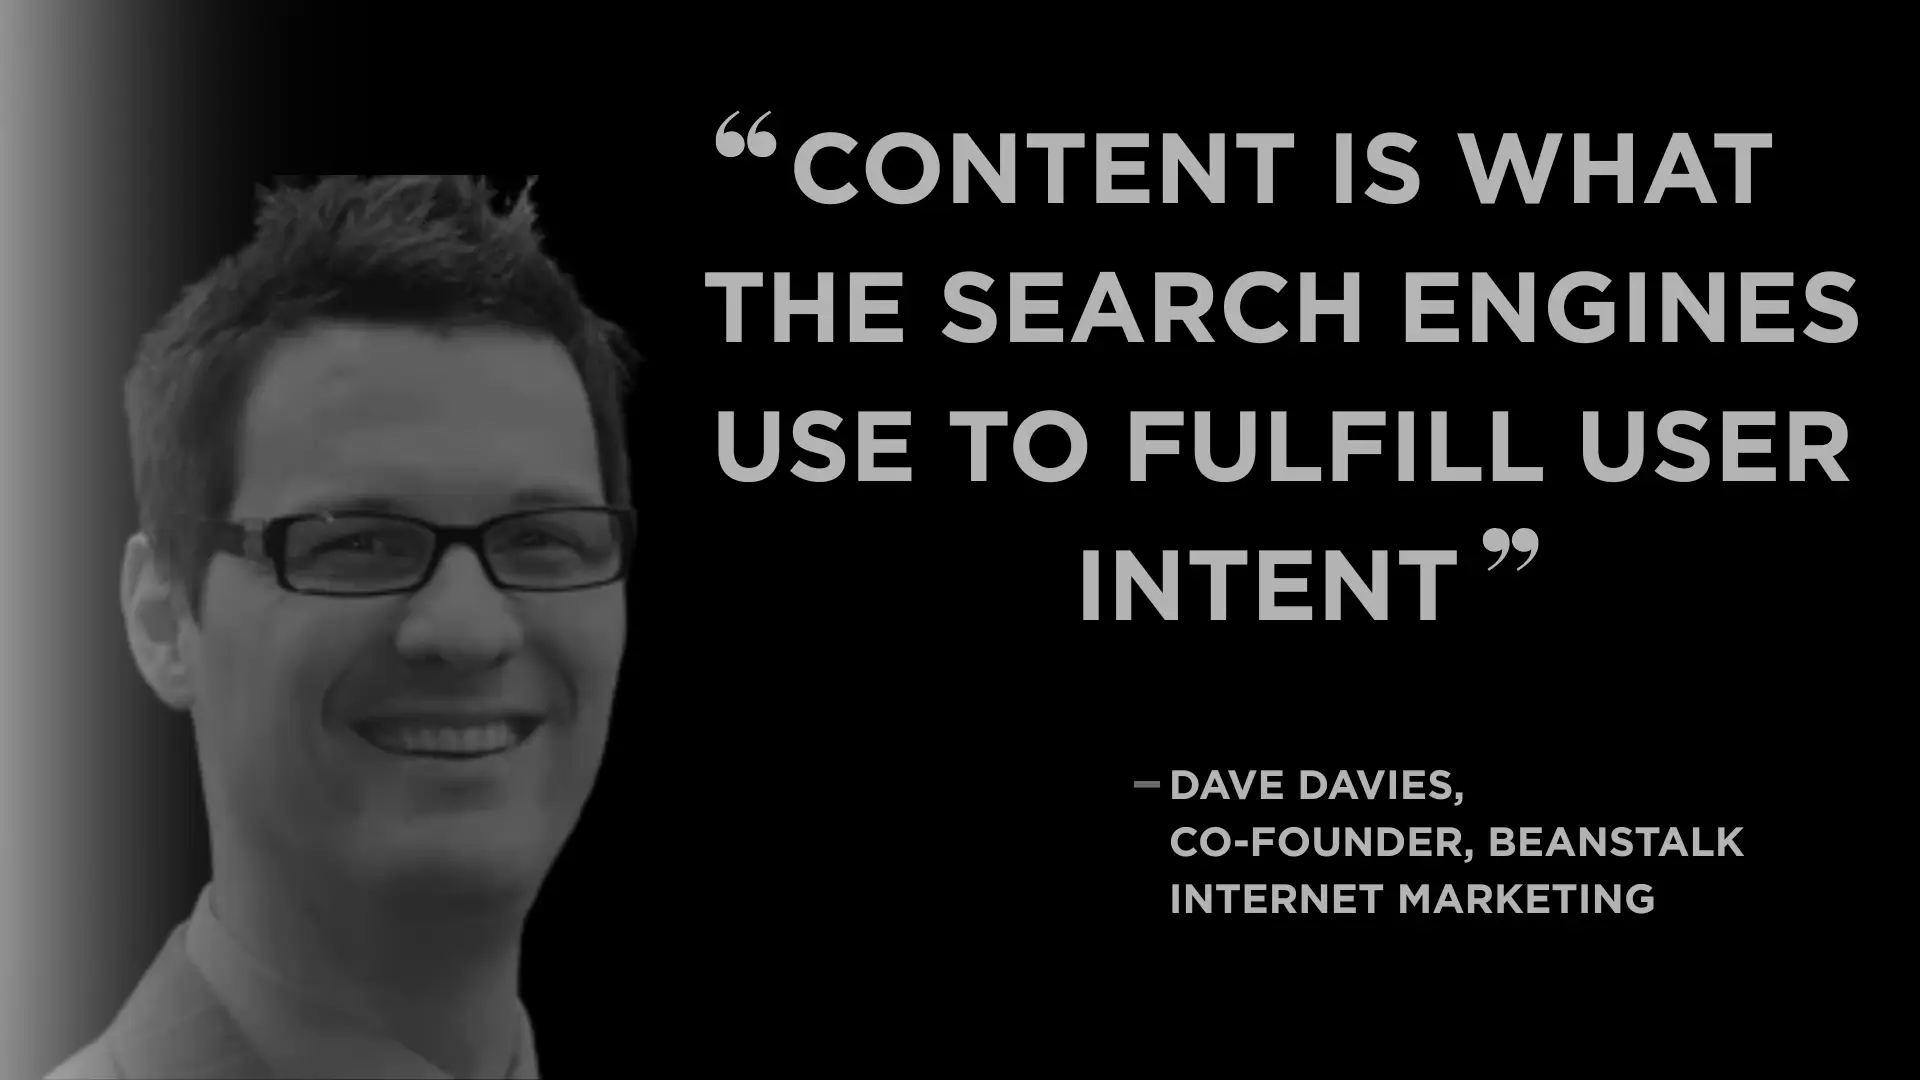 “CONTENT IS WHAT
THE SEARCH ENGINES
USE TO FULFILL USER
INTENT”
– DAVE DAVIES,
CO-FOUNDER, BEANSTALK
INTERNET MARKETING